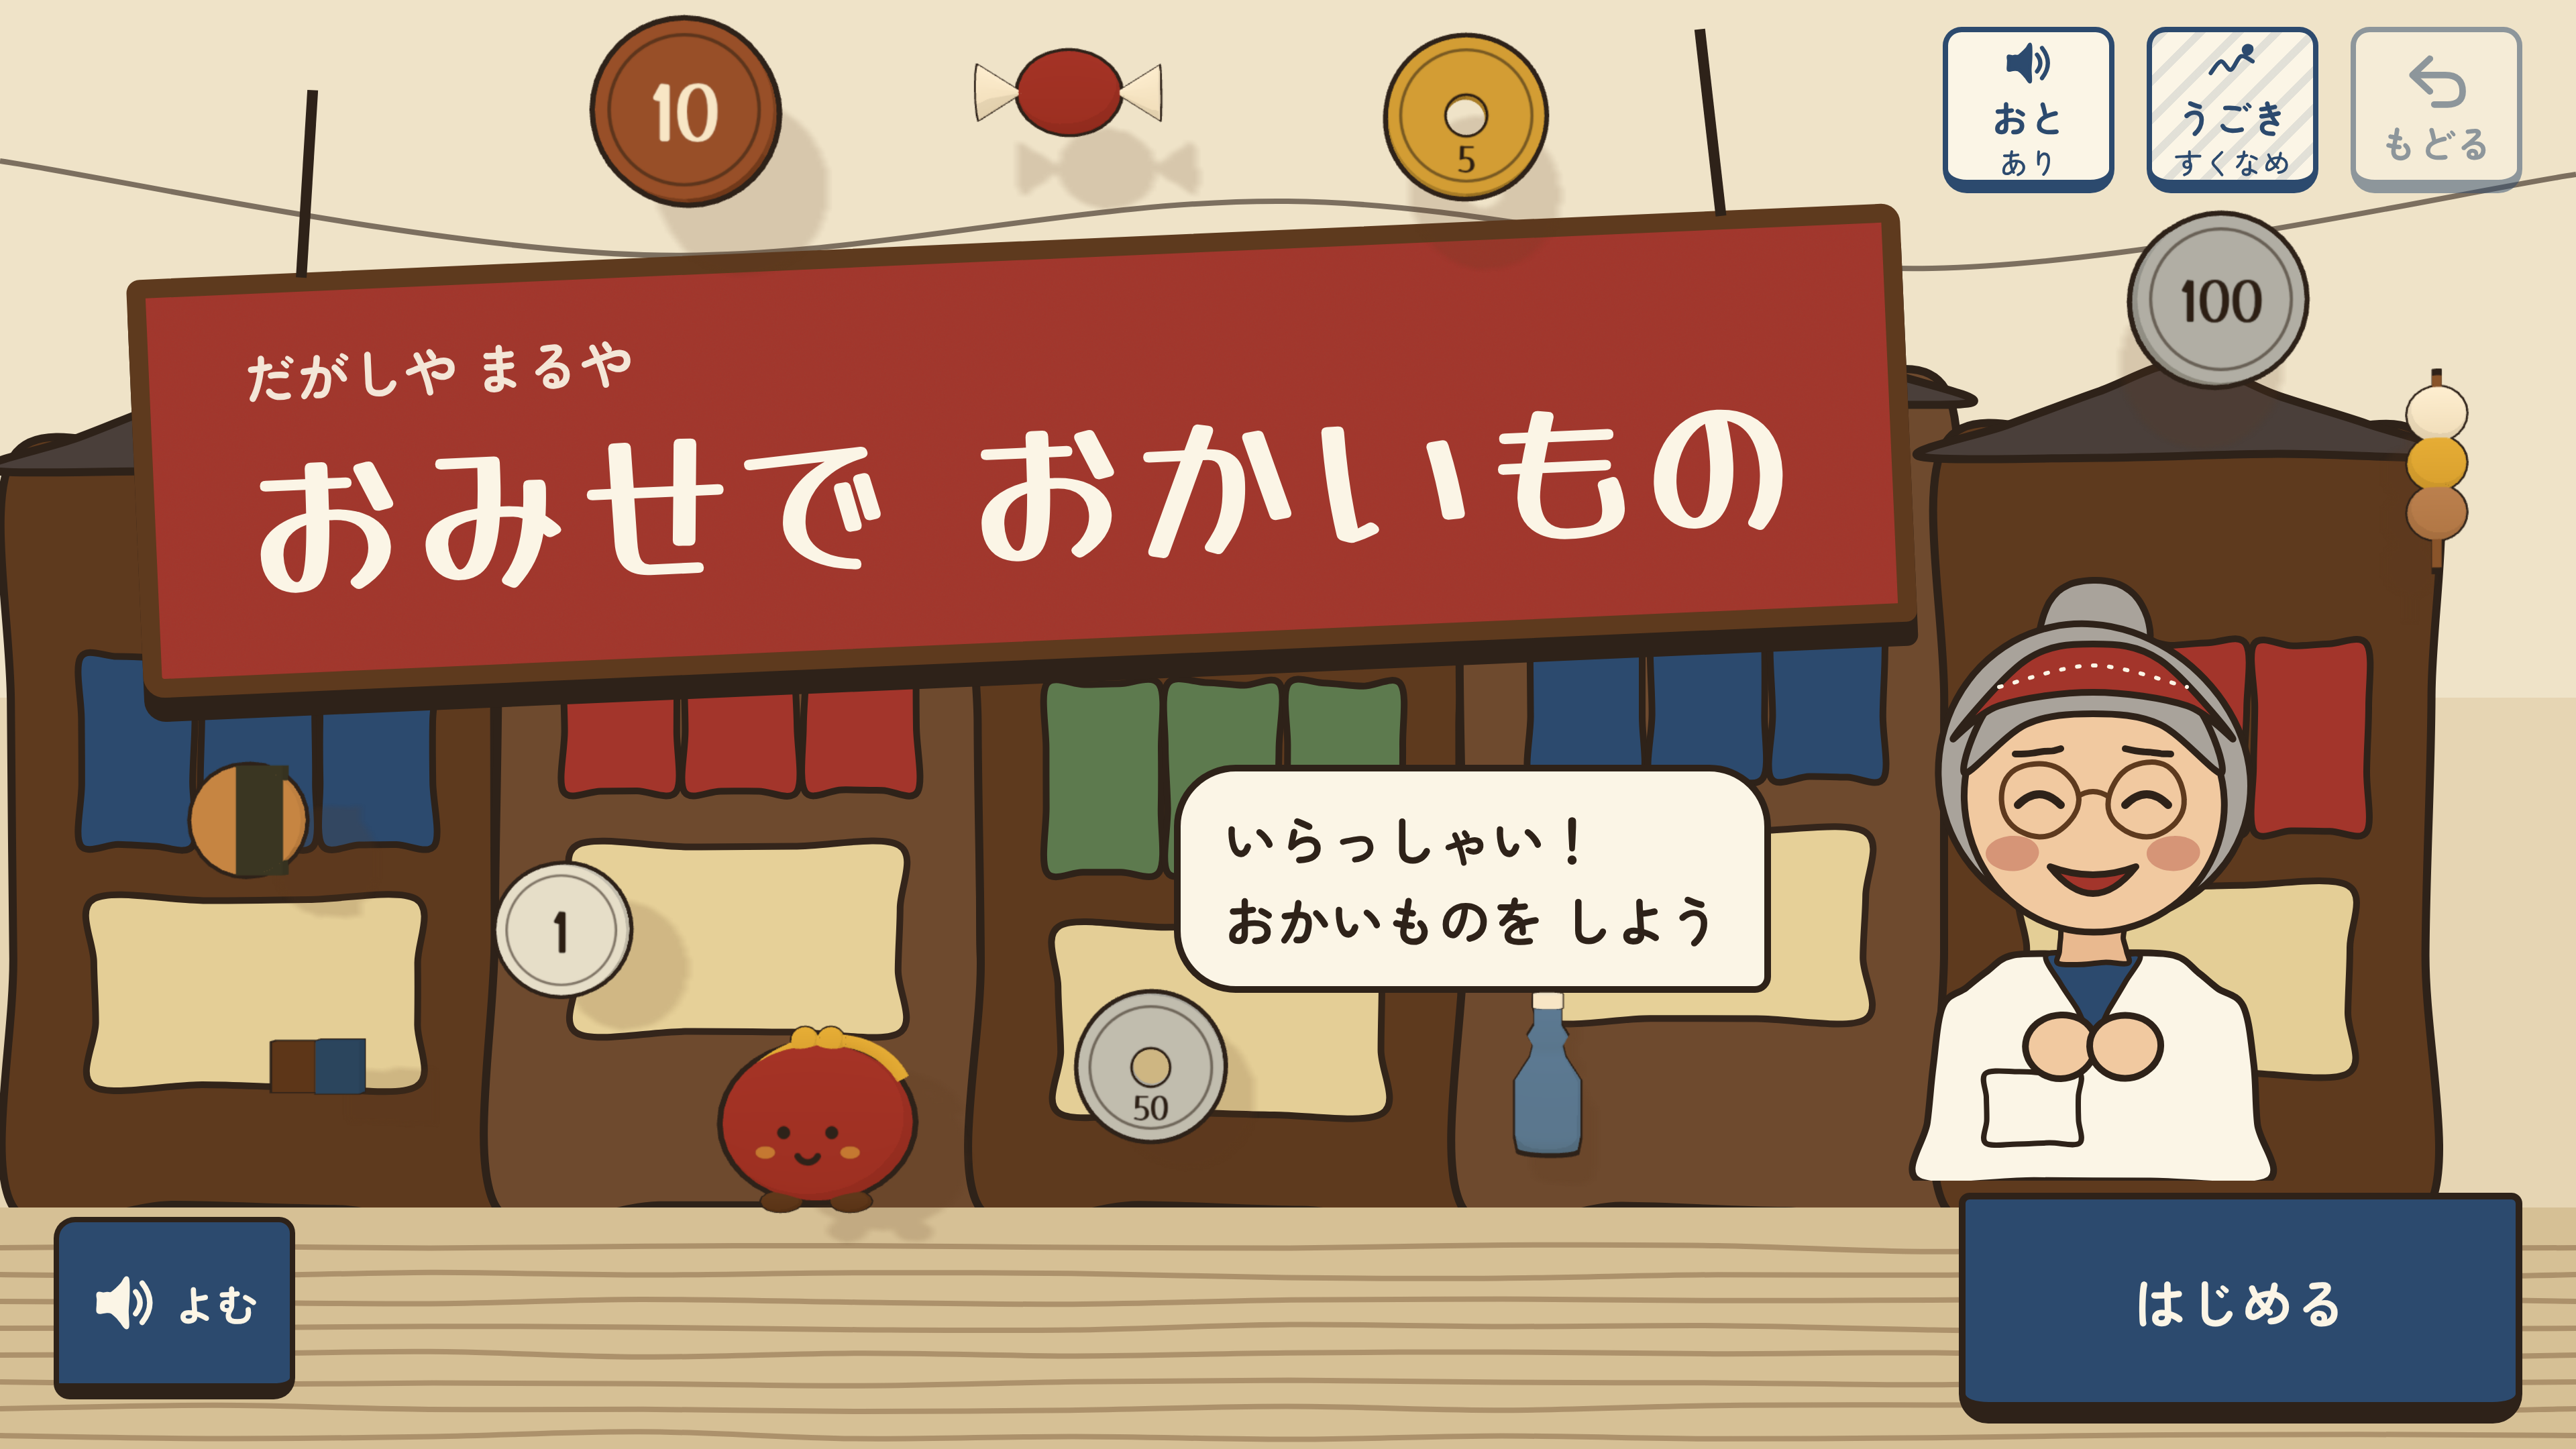 10
5
おと
あり
うごき
すくなめ
もどる
100
だがしや まるや
おみせで おかいもの
いらっしゃい！
おかいものを しよう
1
50
よむ
はじめる